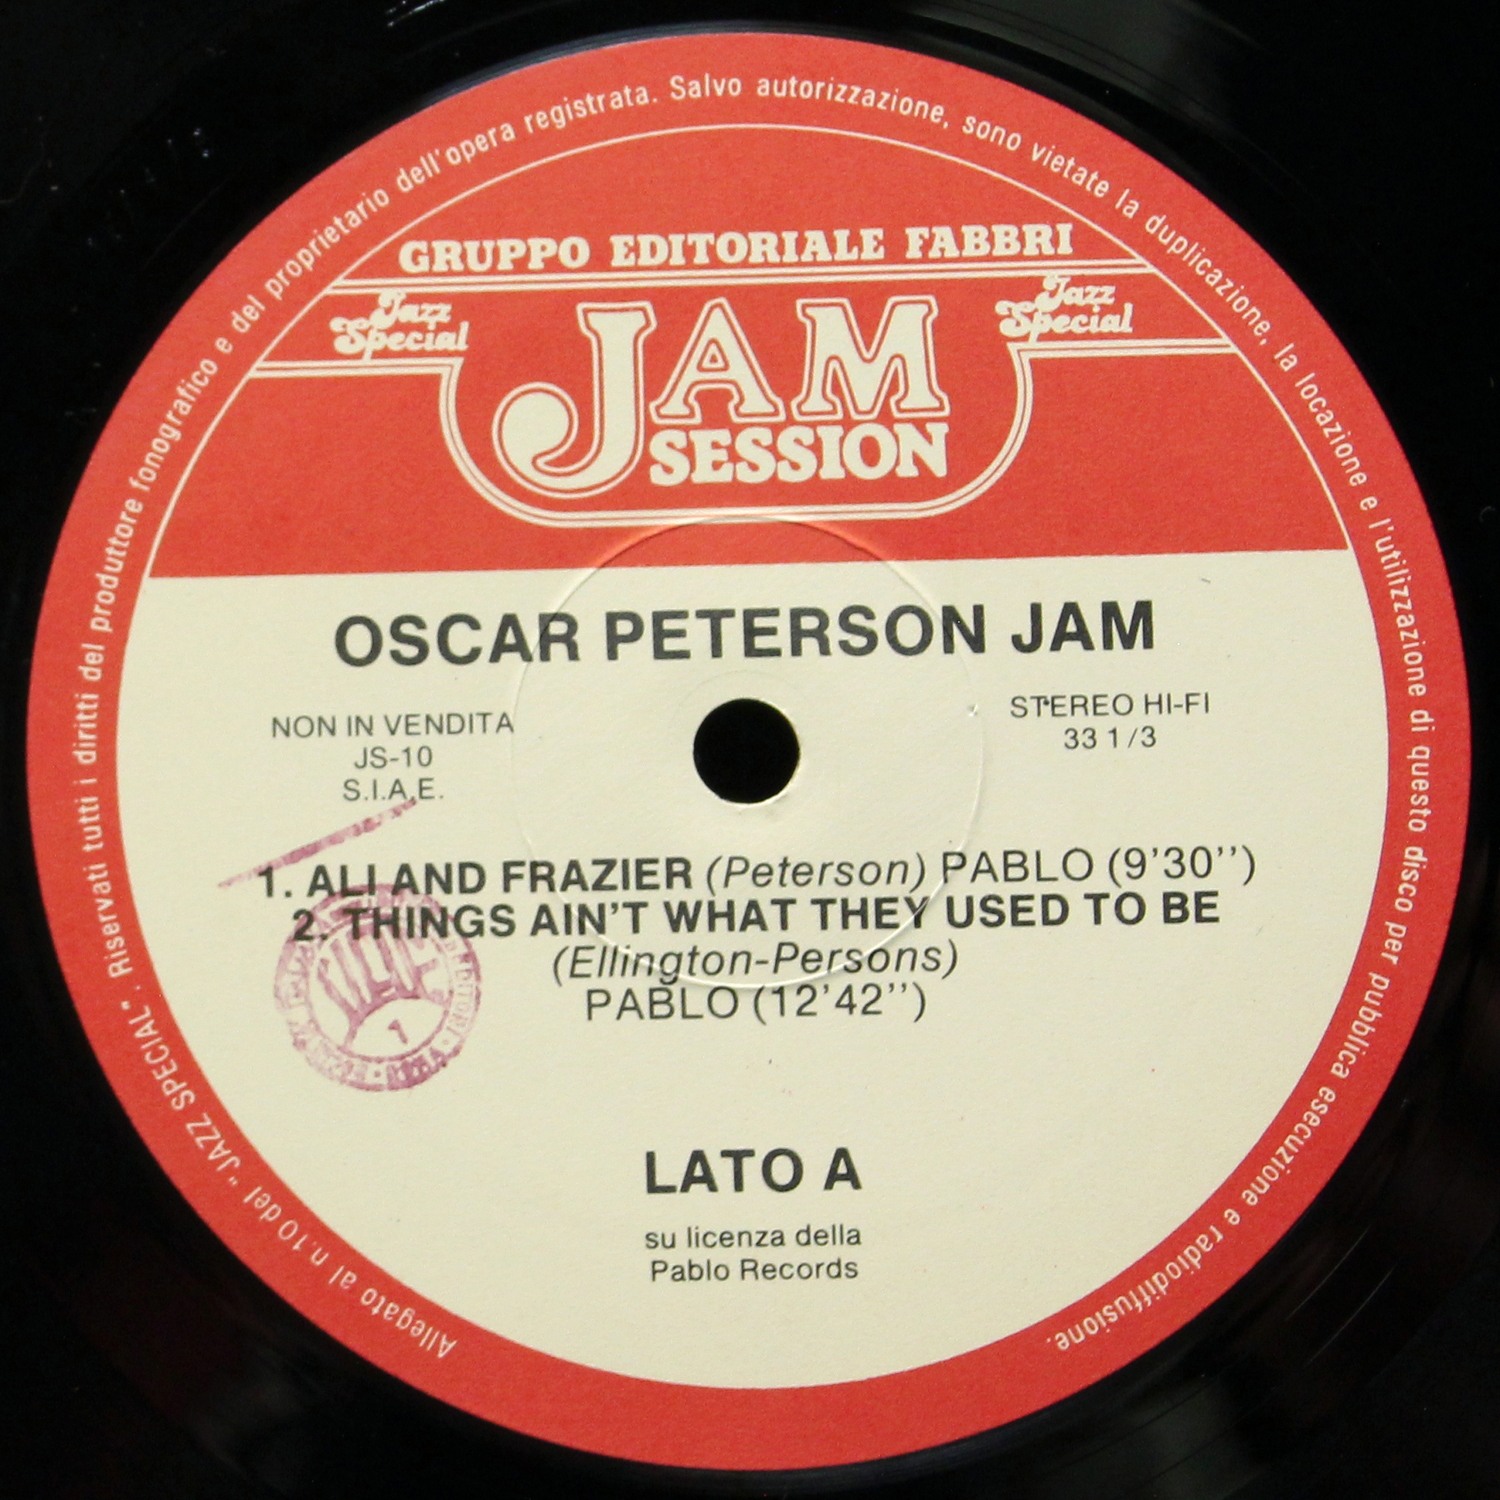 Allegato al n.10 del "JAZZ SPECIAL". Riservati tutti i diritti del produttore fonografico e del proprietario dell'opera registrata. Salvo autorizzazione, sono vietate la duplicazione, la locazione e l'utilizzazione di questo disco per pubblica esecuzione e radiodiffusione.
GRUPPO EDITORIALE FABBRI
Jazz Special
Jazz Special
JAM
SESSION
OSCAR PETERSON JAM
NON IN VENDITA
JS-10
S.I.A.E.
STEREO HI-FI
33 1/3
1. ALI AND FRAZIER (Peterson) PABLO (9'30'')
2. THINGS AIN'T WHAT THEY USED TO BE
(Ellington-Persons)
PABLO (12'42'')
LATO A
su licenza della
Pablo Records